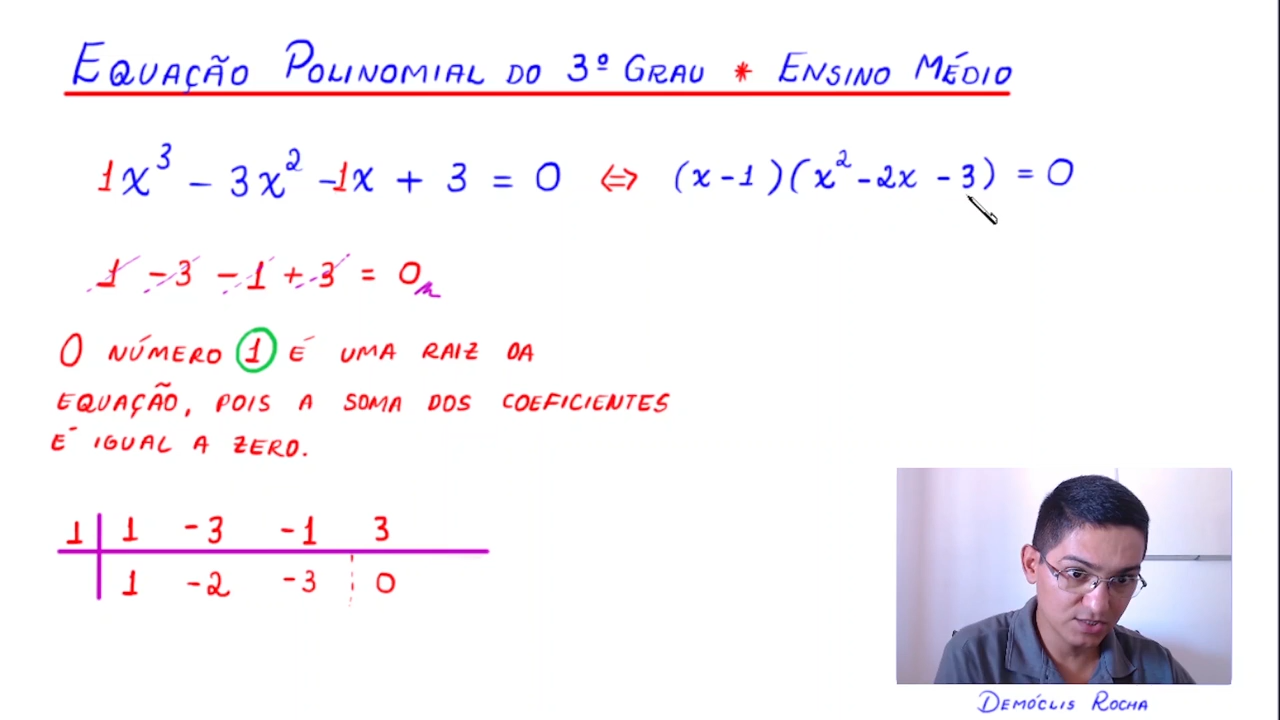 EQUAÇÃO POLINOMIAL DO 3º GRAU * ENSINO MÉDIO
1x³ - 3x² - 1x + 3 = 0 ⇔ (x - 1)(x² - 2x - 3) = 0
1 - 3 - 1 + 3 = 0
O NÚMERO 1 É UMA RAIZ DA
EQUAÇÃO, POIS A SOMA DOS COEFICIENTES
É IGUAL A ZERO.
1 | 1 -3 -1 3
1 -2 -3 0
DEMÓCLIS ROCHA